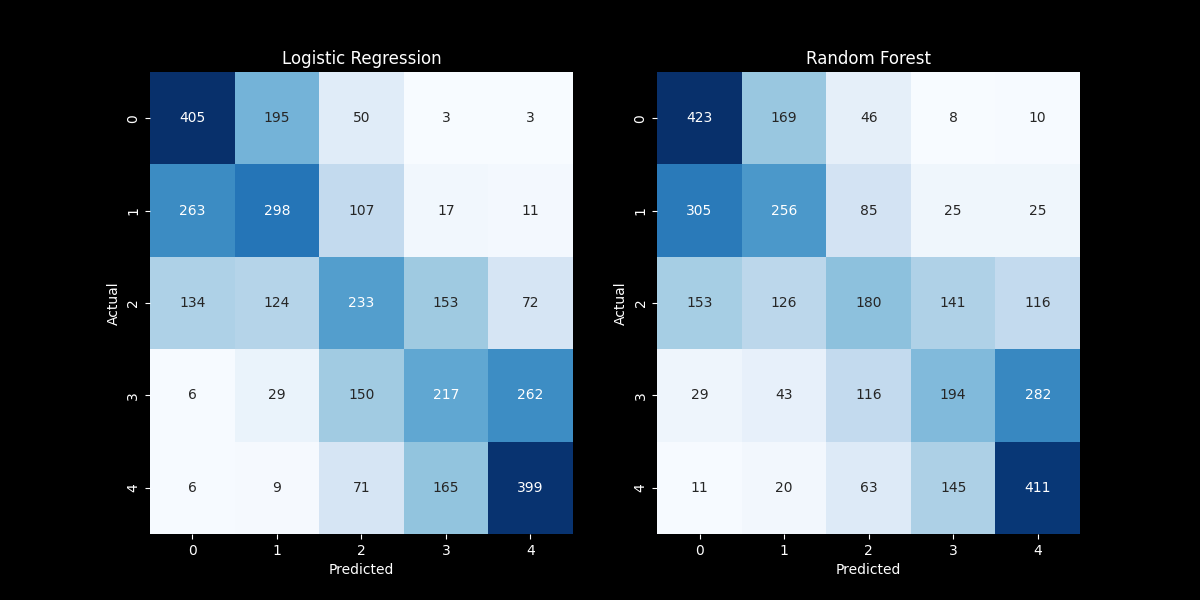 Logistic Regression
0 405 195 50 3 3
1 263 298 107 17 11
2 134 124 233 153 72
3 6 29 150 217 262
4 6 9 71 165 399
0 1 2 3 4
Predicted
Actual
Random Forest
0 423 169 46 8 10
1 305 256 85 25 25
2 153 126 180 141 116
3 29 43 116 194 282
4 11 20 63 145 411
0 1 2 3 4
Predicted
Actual